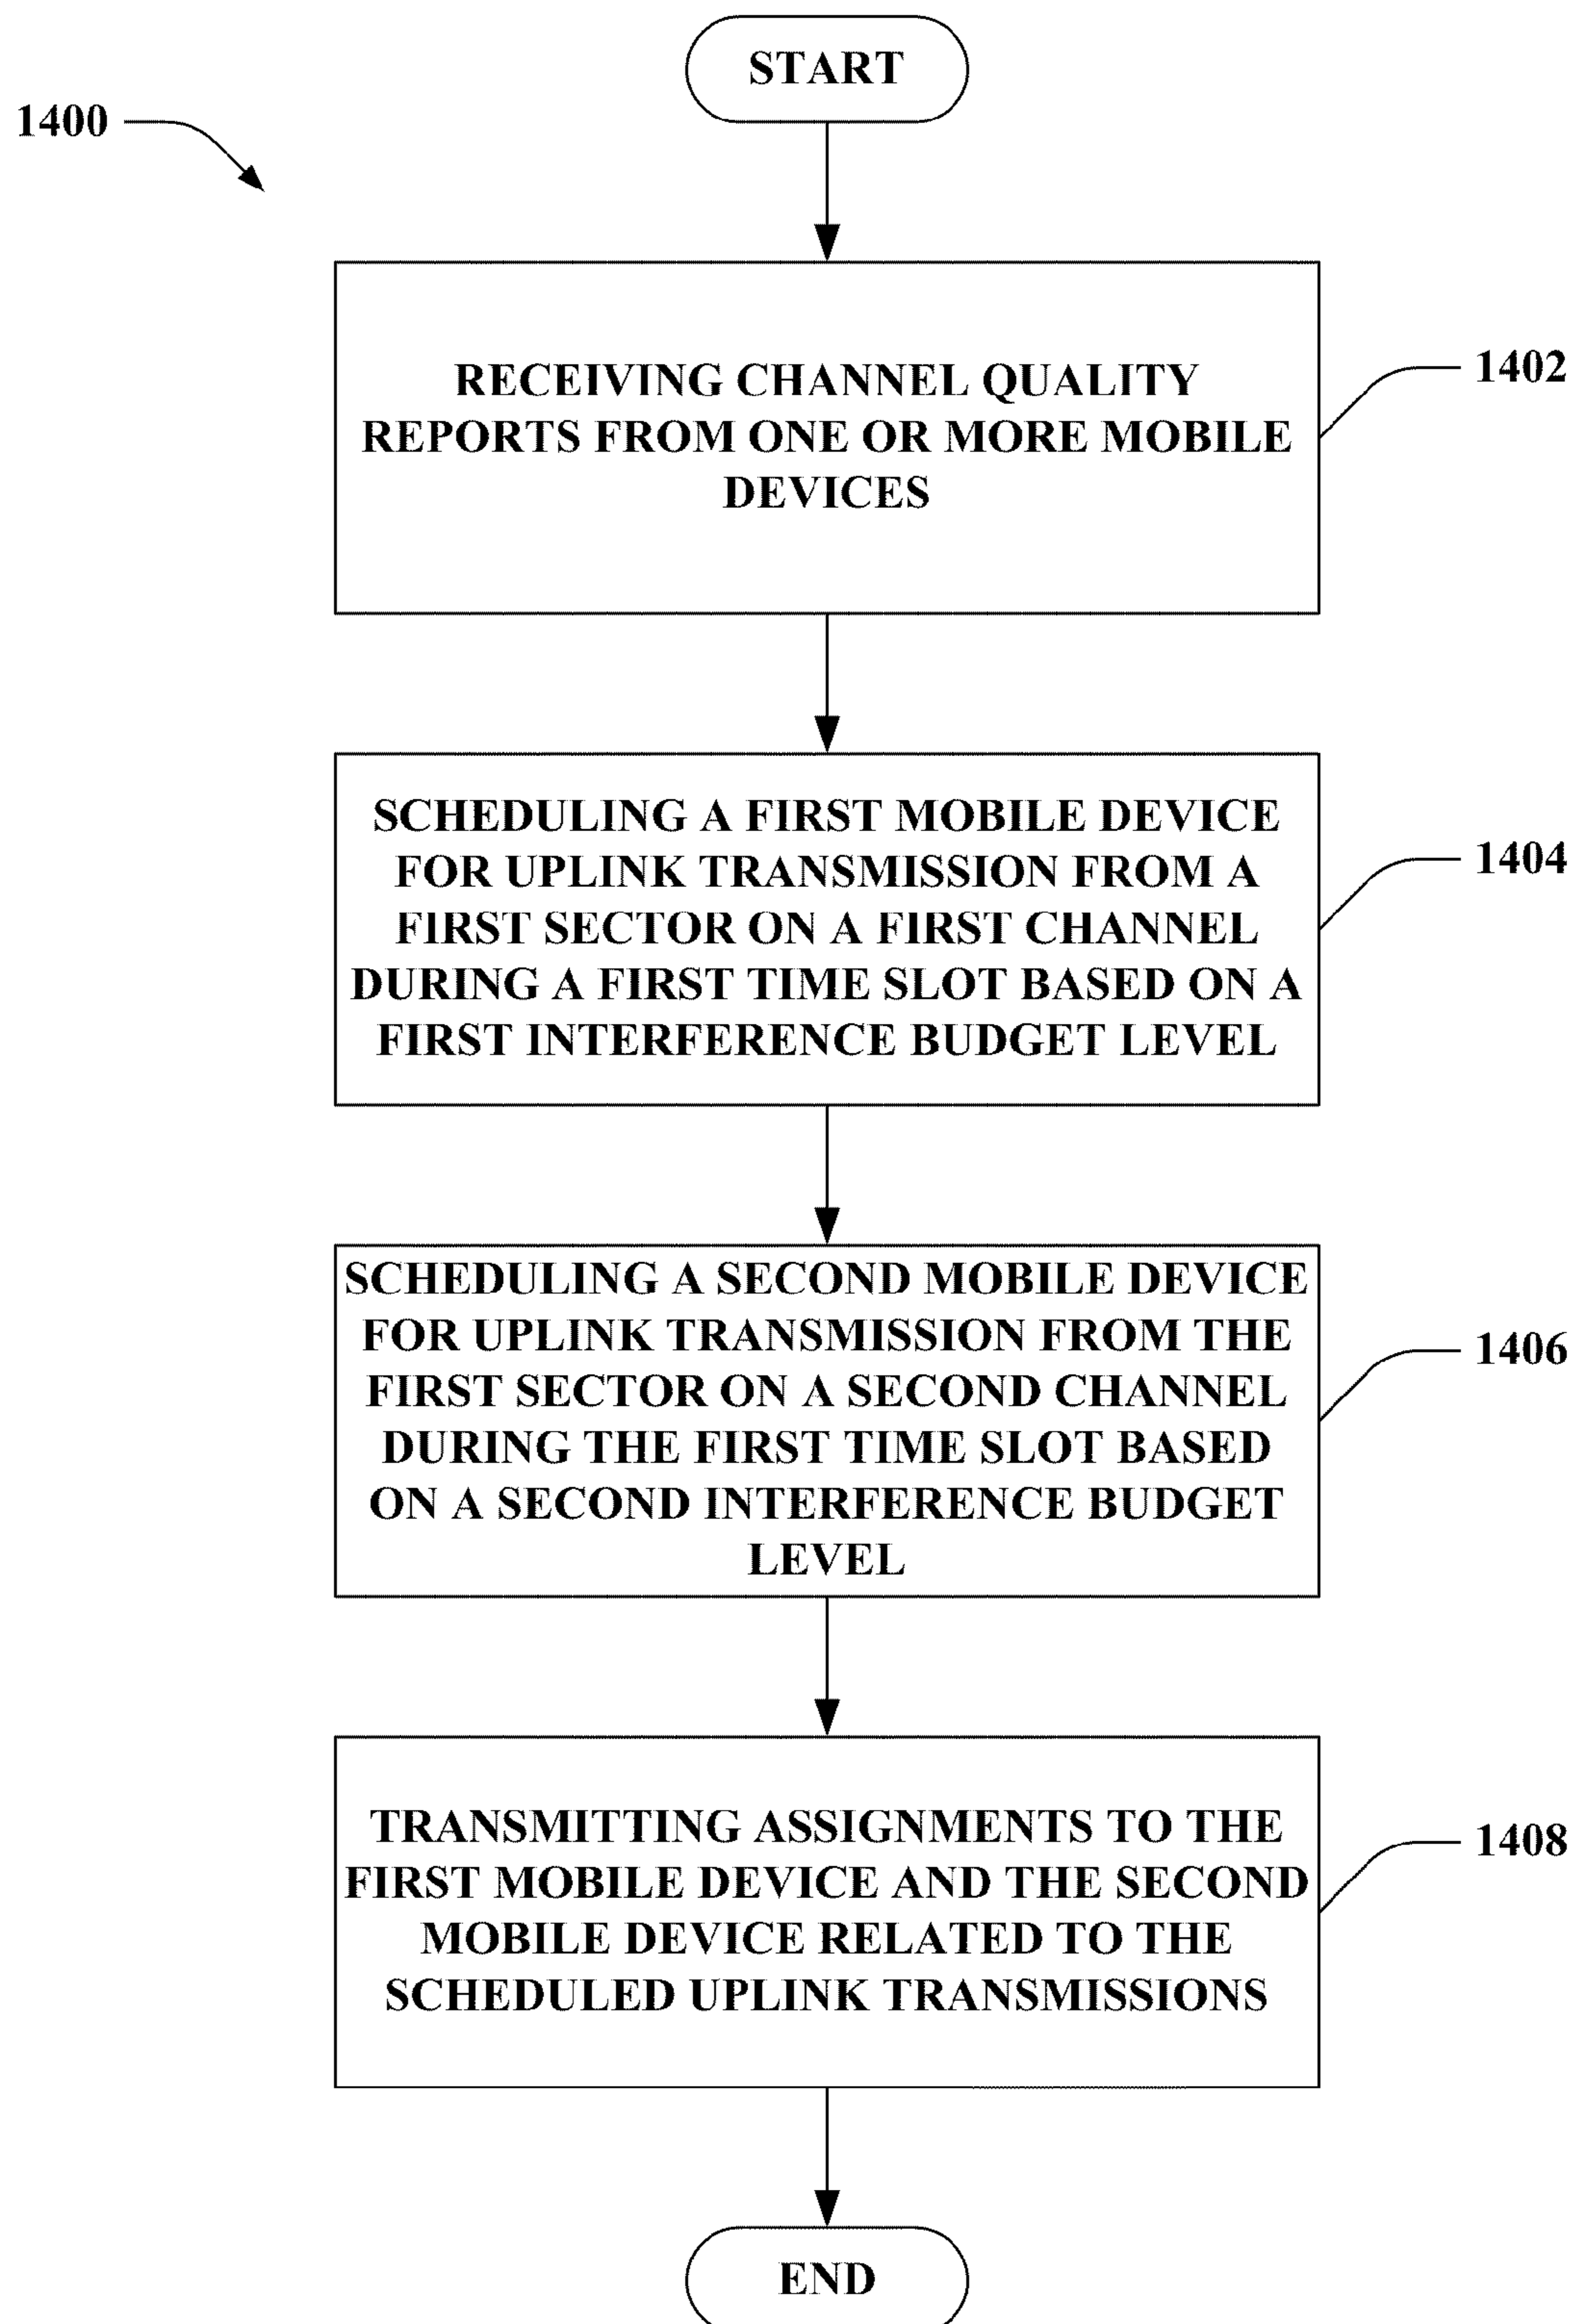 START
1400
RECEIVING CHANNEL QUALITY
REPORTS FROM ONE OR MORE MOBILE
DEVICES
1402
SCHEDULING A FIRST MOBILE DEVICE
FOR UPLINK TRANSMISSION FROM A
FIRST SECTOR ON A FIRST CHANNEL
DURING A FIRST TIME SLOT BASED ON A
FIRST INTERFERENCE BUDGET LEVEL
1404
SCHEDULING A SECOND MOBILE DEVICE
FOR UPLINK TRANSMISSION FROM THE
FIRST SECTOR ON A SECOND CHANNEL
DURING THE FIRST TIME SLOT BASED
ON A SECOND INTERFERENCE BUDGET
LEVEL
1406
TRANSMITTING ASSIGNMENTS TO THE
FIRST MOBILE DEVICE AND THE SECOND
MOBILE DEVICE RELATED TO THE
SCHEDULED UPLINK TRANSMISSIONS
1408
END